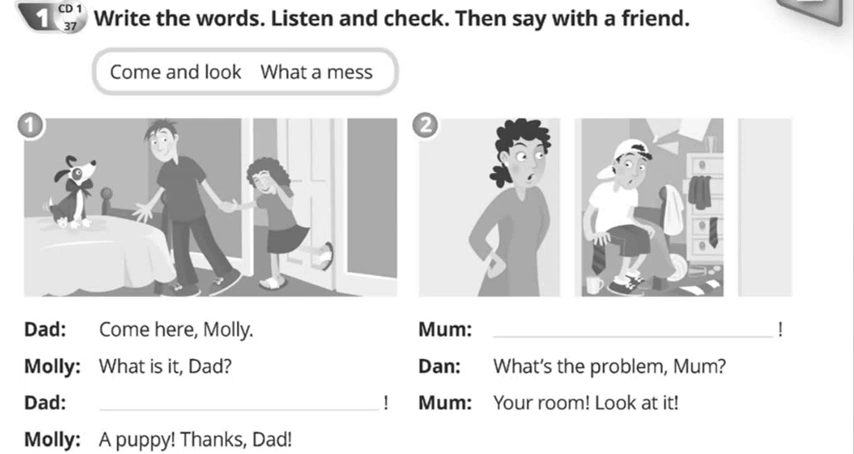 1 CD 1 37 Write the words. Listen and check. Then say with a friend.
Come and look What a mess
1
Dad: Come here, Molly.
Molly: What is it, Dad?
Dad: ______________________________ !
Molly: A puppy! Thanks, Dad!
2
Mum: ______________________________ !
Dan: What's the problem, Mum?
Mum: Your room! Look at it!